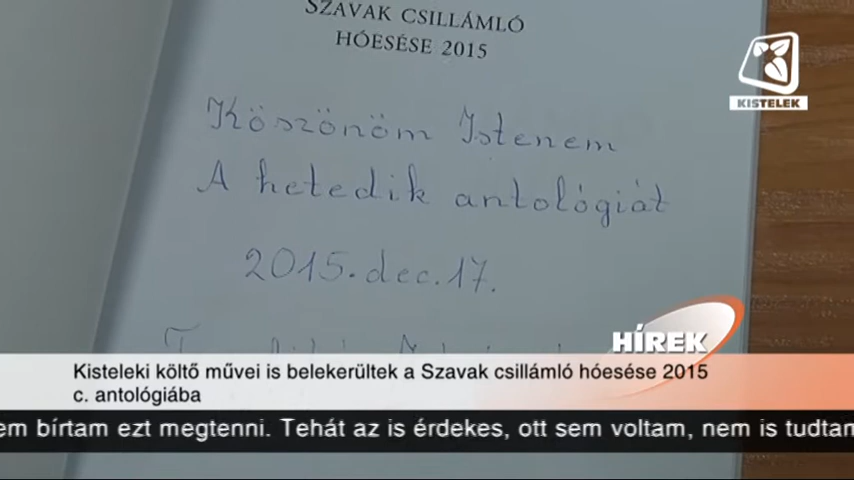 SZAVAK CSILLÁMLÓ
HÓESÉSE 2015
KISTELEK
Köszönöm Istenem
A hetedik antológiát
2015.dec.17.
HÍREK
Kisteleki költő művei is belekerültek a Szavak csillámló hóesése 2015
c. antológiába
em bírtam ezt megtenni. Tehát az is érdekes, ott sem voltam, nem is tudtam